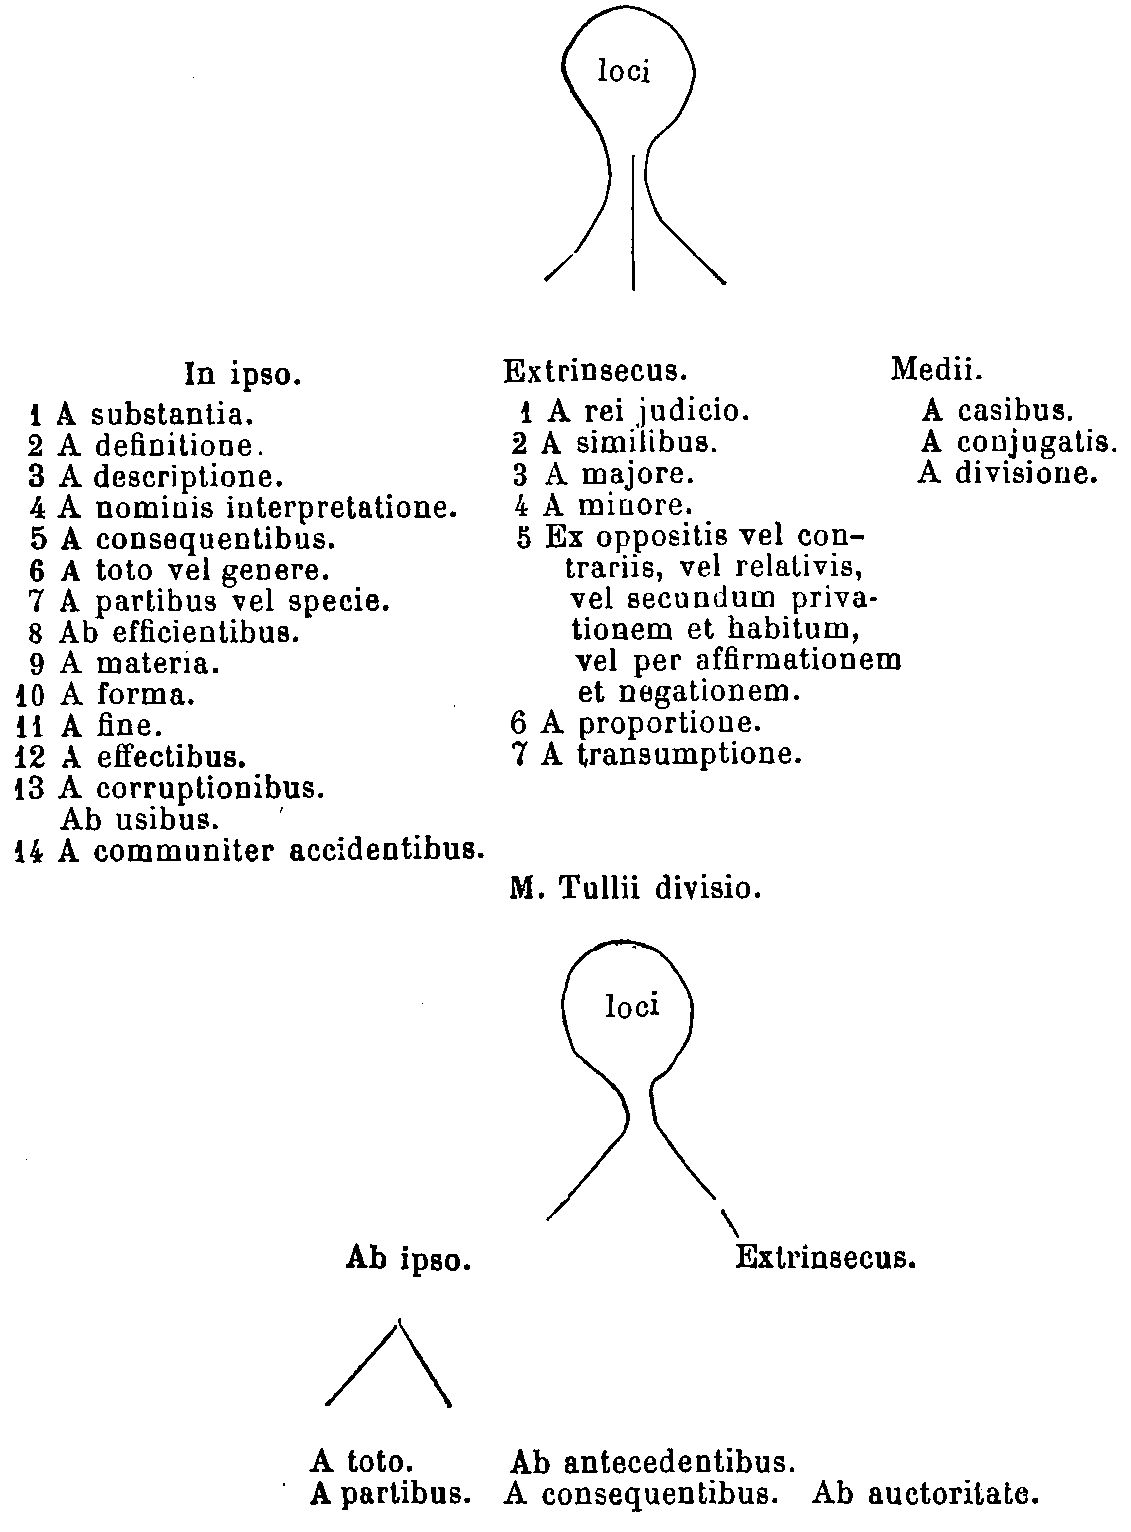 loci
In ipso.
1 A substantia.
2 A definitione.
3 A descriptione.
4 A nominis interpretatione.
5 A consequentibus.
6 A toto vel genere.
7 A partibus vel specie.
8 Ab efficientibus.
9 A materia.
10 A forma.
11 A fine.
12 A effectibus.
13 A corruptionibus.
Ab usibus.
14 A communiter accidentibus.
Extrinsecus.
1 A rei judicio.
2 A similibus.
3 A majore.
4 A minore.
5 Ex oppositis vel con-
trariis, vel relativis,
vel secundum priva-
tionem et habitum,
vel per affirmationem
et negationem.
6 A proportione.
7 A transumptione.
Medii.
A casibus.
A conjugatis.
A divisione.
M. Tullii divisio.
loci
Ab ipso.
Extrinsecus.
A toto. Ab antecedentibus.
A partibus. A consequentibus. Ab auctoritate.